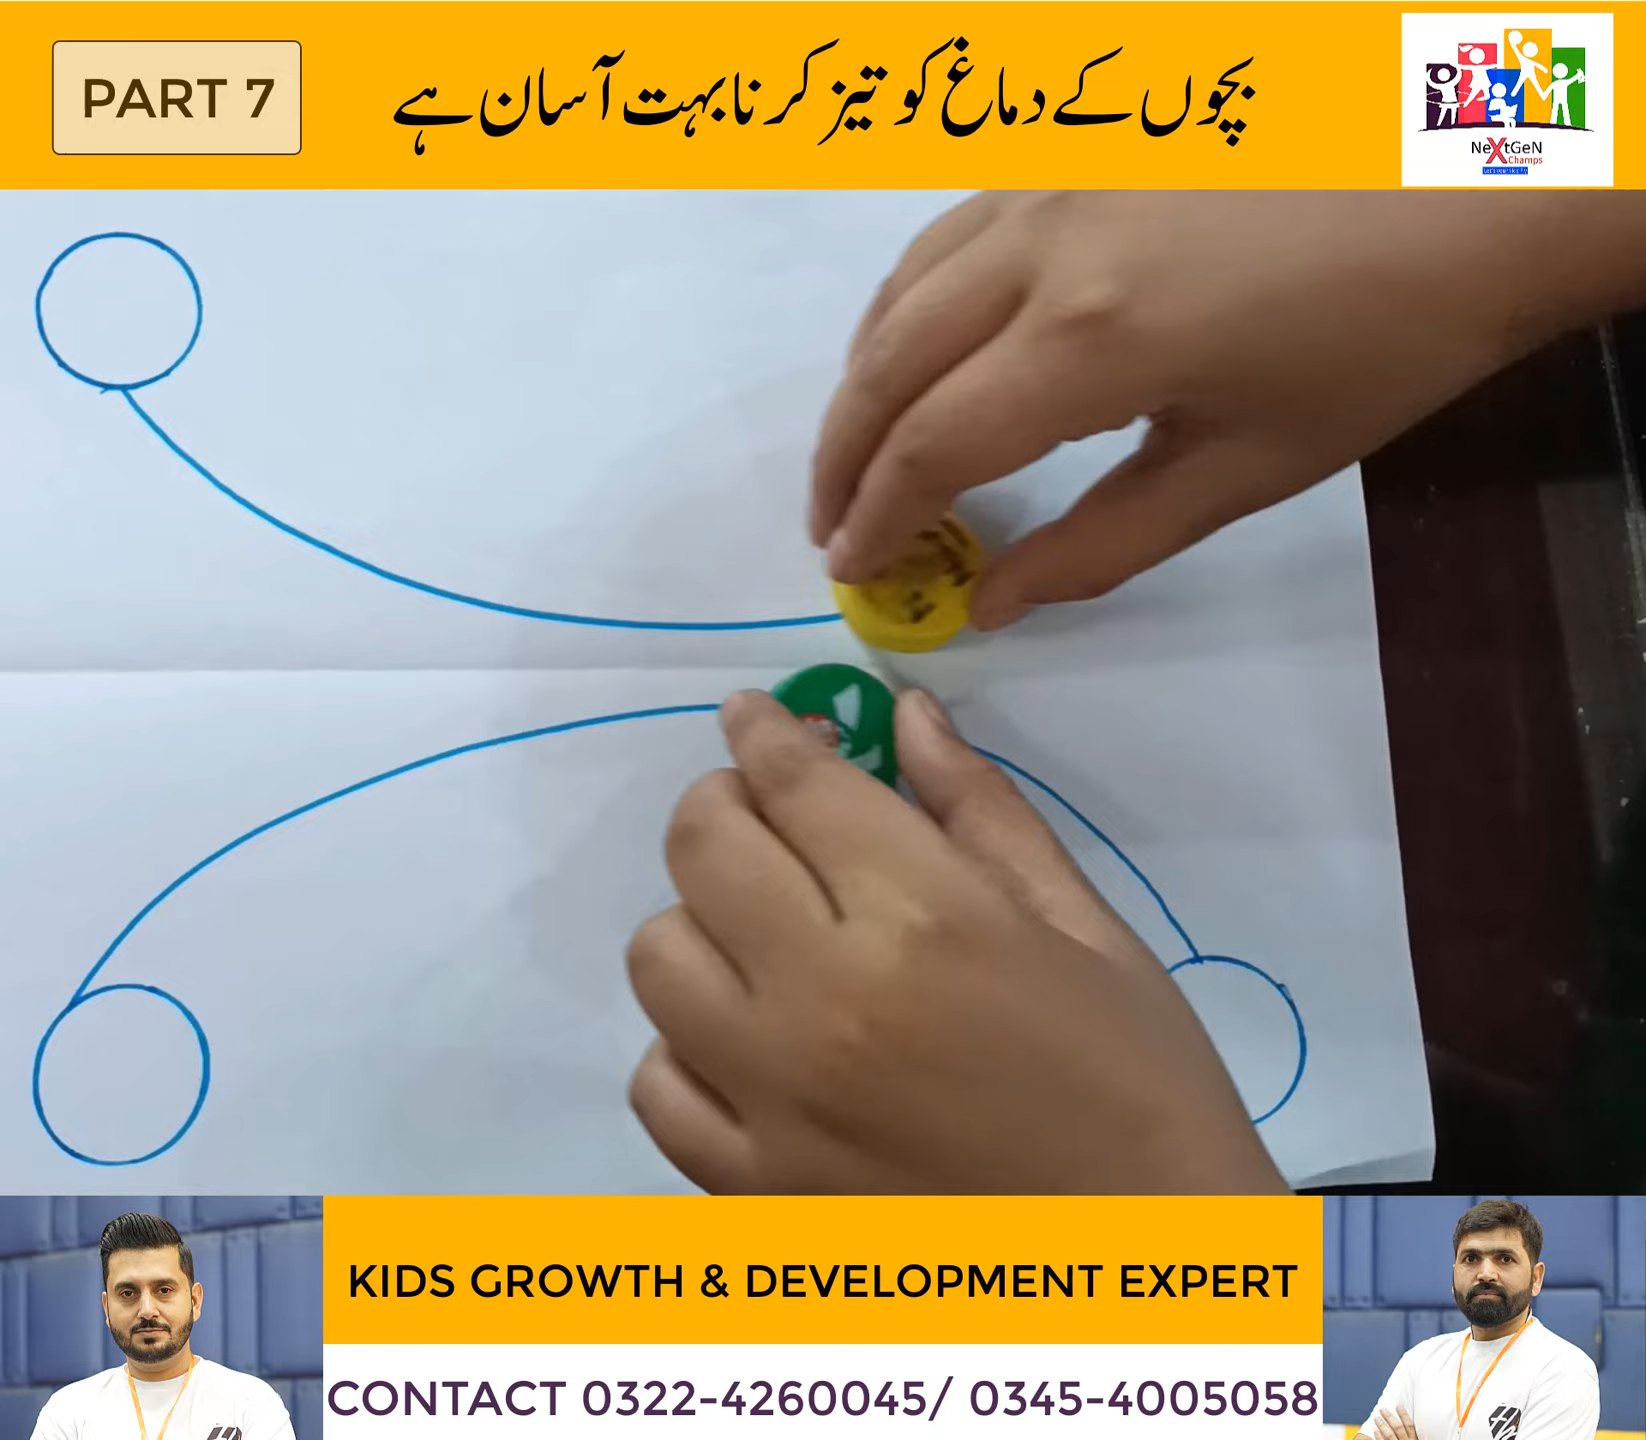 PART 7
بچوں کے دماغ کو تیز کرنا بہت آسان ہے
NeXtGeN
Champs
KIDS GROWTH & DEVELOPMENT EXPERT
CONTACT 0322-4260045/ 0345-4005058